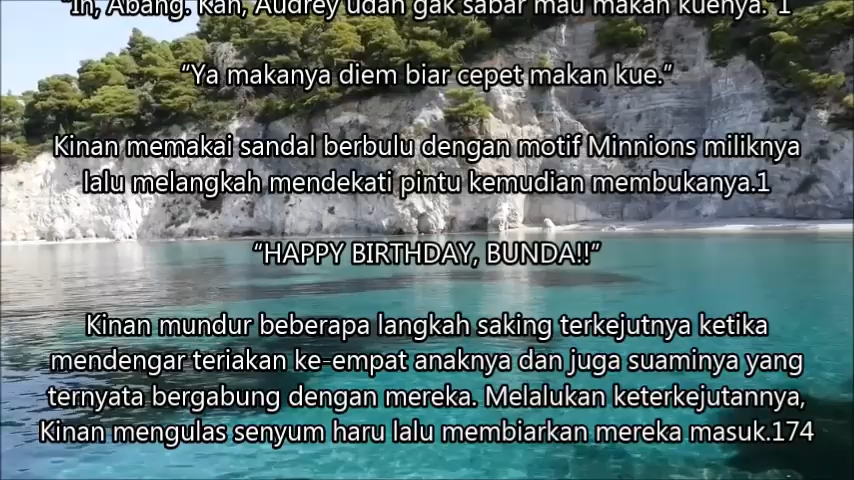 “Ih, Abang. Kan, Audrey udah gak sabar mau makan kuenya.”1
“Ya makanya diem biar cepet makan kue.”
Kinan memakai sandal berbulu dengan motif Minnions miliknya
lalu melangkah mendekati pintu kemudian membukanya.1
“HAPPY BIRTHDAY, BUNDA!!”
Kinan mundur beberapa langkah saking terkejutnya ketika
mendengar teriakan ke-empat anaknya dan juga suaminya yang
ternyata bergabung dengan mereka. Melalukan keterkejutannya,
Kinan mengulas senyum haru lalu membiarkan mereka masuk.174